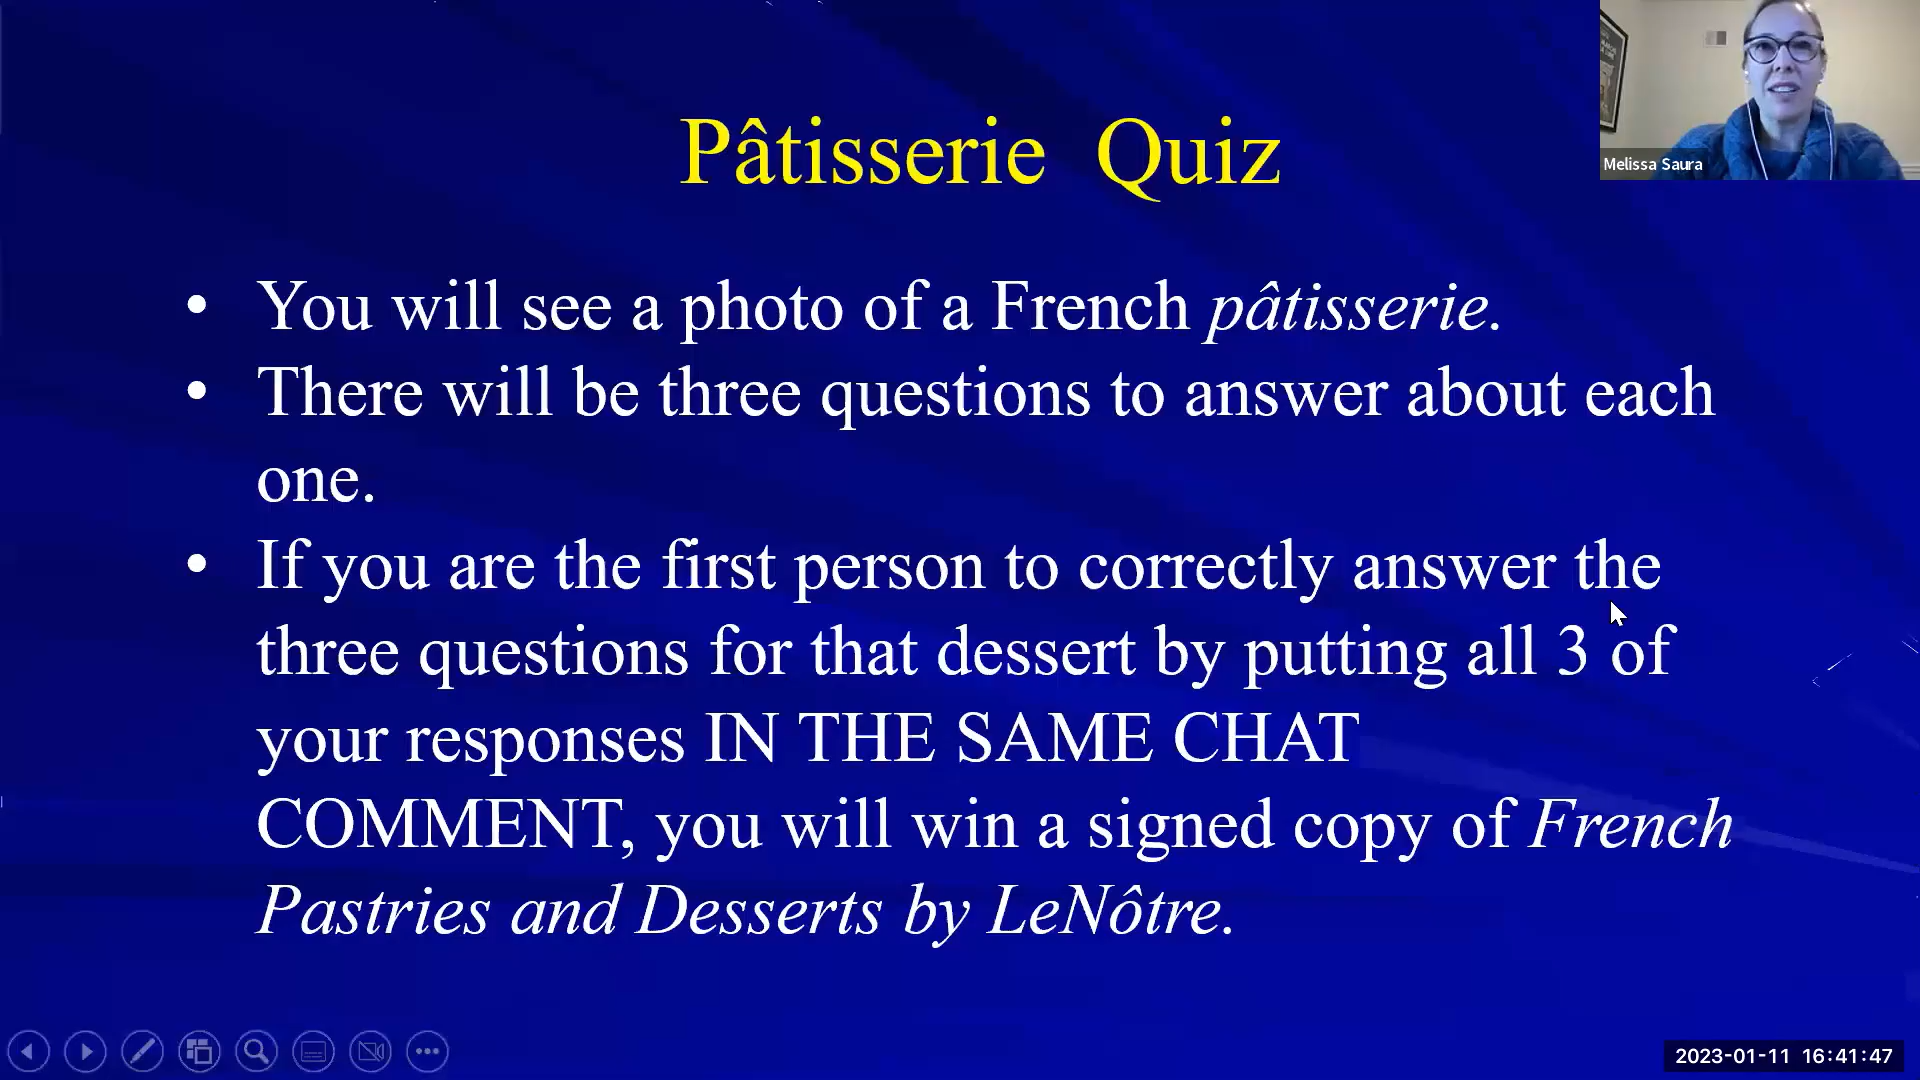 Pâtisserie Quiz
Melissa Saura
• You will see a photo of a French pâtisserie.
• There will be three questions to answer about each
one.
• If you are the first person to correctly answer the
three questions for that dessert by putting all 3 of
your responses IN THE SAME CHAT
COMMENT, you will win a signed copy of French
Pastries and Desserts by LeNôtre.
2023-01-11 16:41:47